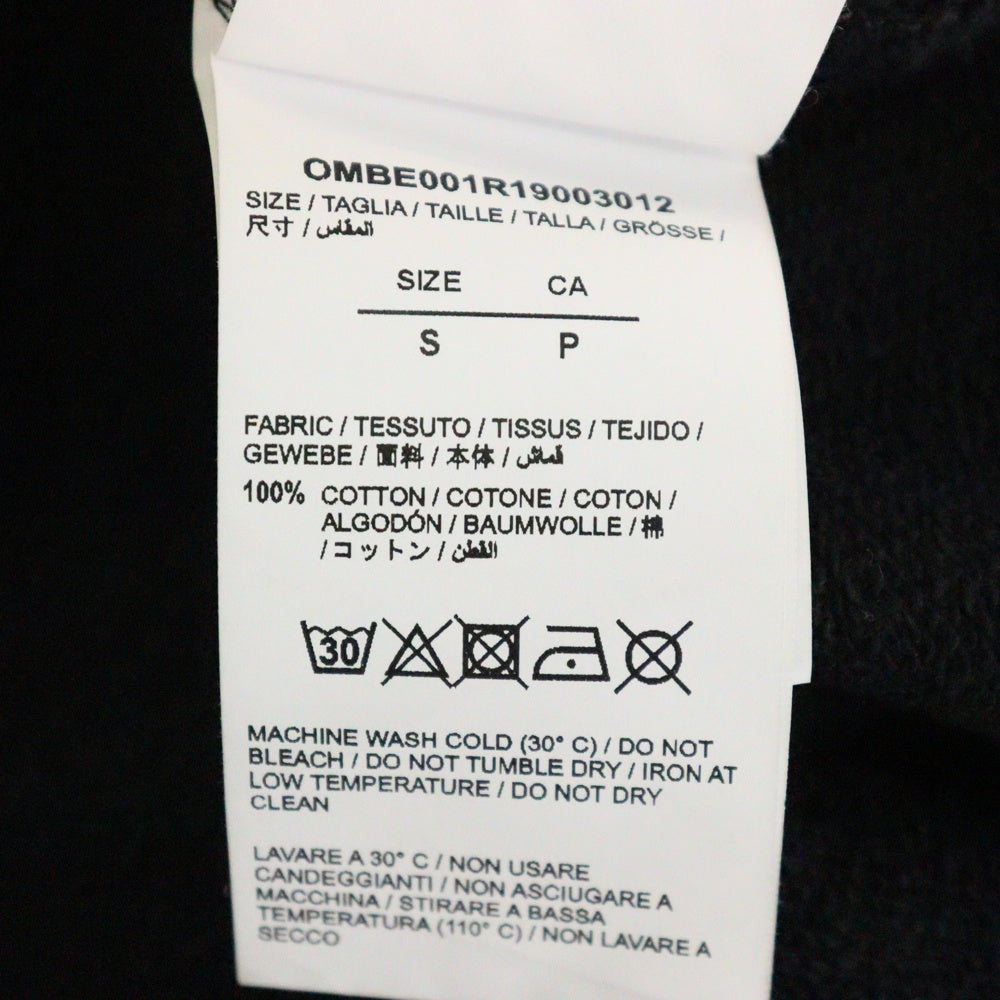 OMBE001R19003012
SIZE / TAGLIA / TAILLE / TALLA / GRÖSSE /
尺寸 / المقاس
SIZE CA
S P
FABRIC / TESSUTO / TISSUS / TEJIDO /
GEWEBE / 面料 / 本体 / قماش
100% COTTON / COTONE / COTON /
ALGODÓN / BAUMWOLLE / 棉
/ コットン / القطن
30
MACHINE WASH COLD (30° C) / DO NOT
BLEACH / DO NOT TUMBLE DRY / IRON AT
LOW TEMPERATURE / DO NOT DRY
CLEAN
LAVARE A 30° C / NON USARE
CANDEGGIANTI / NON ASCIUGARE A
MACCHINA / STIRARE A BASSA
TEMPERATURA (110° C) / NON LAVARE A
SECCO